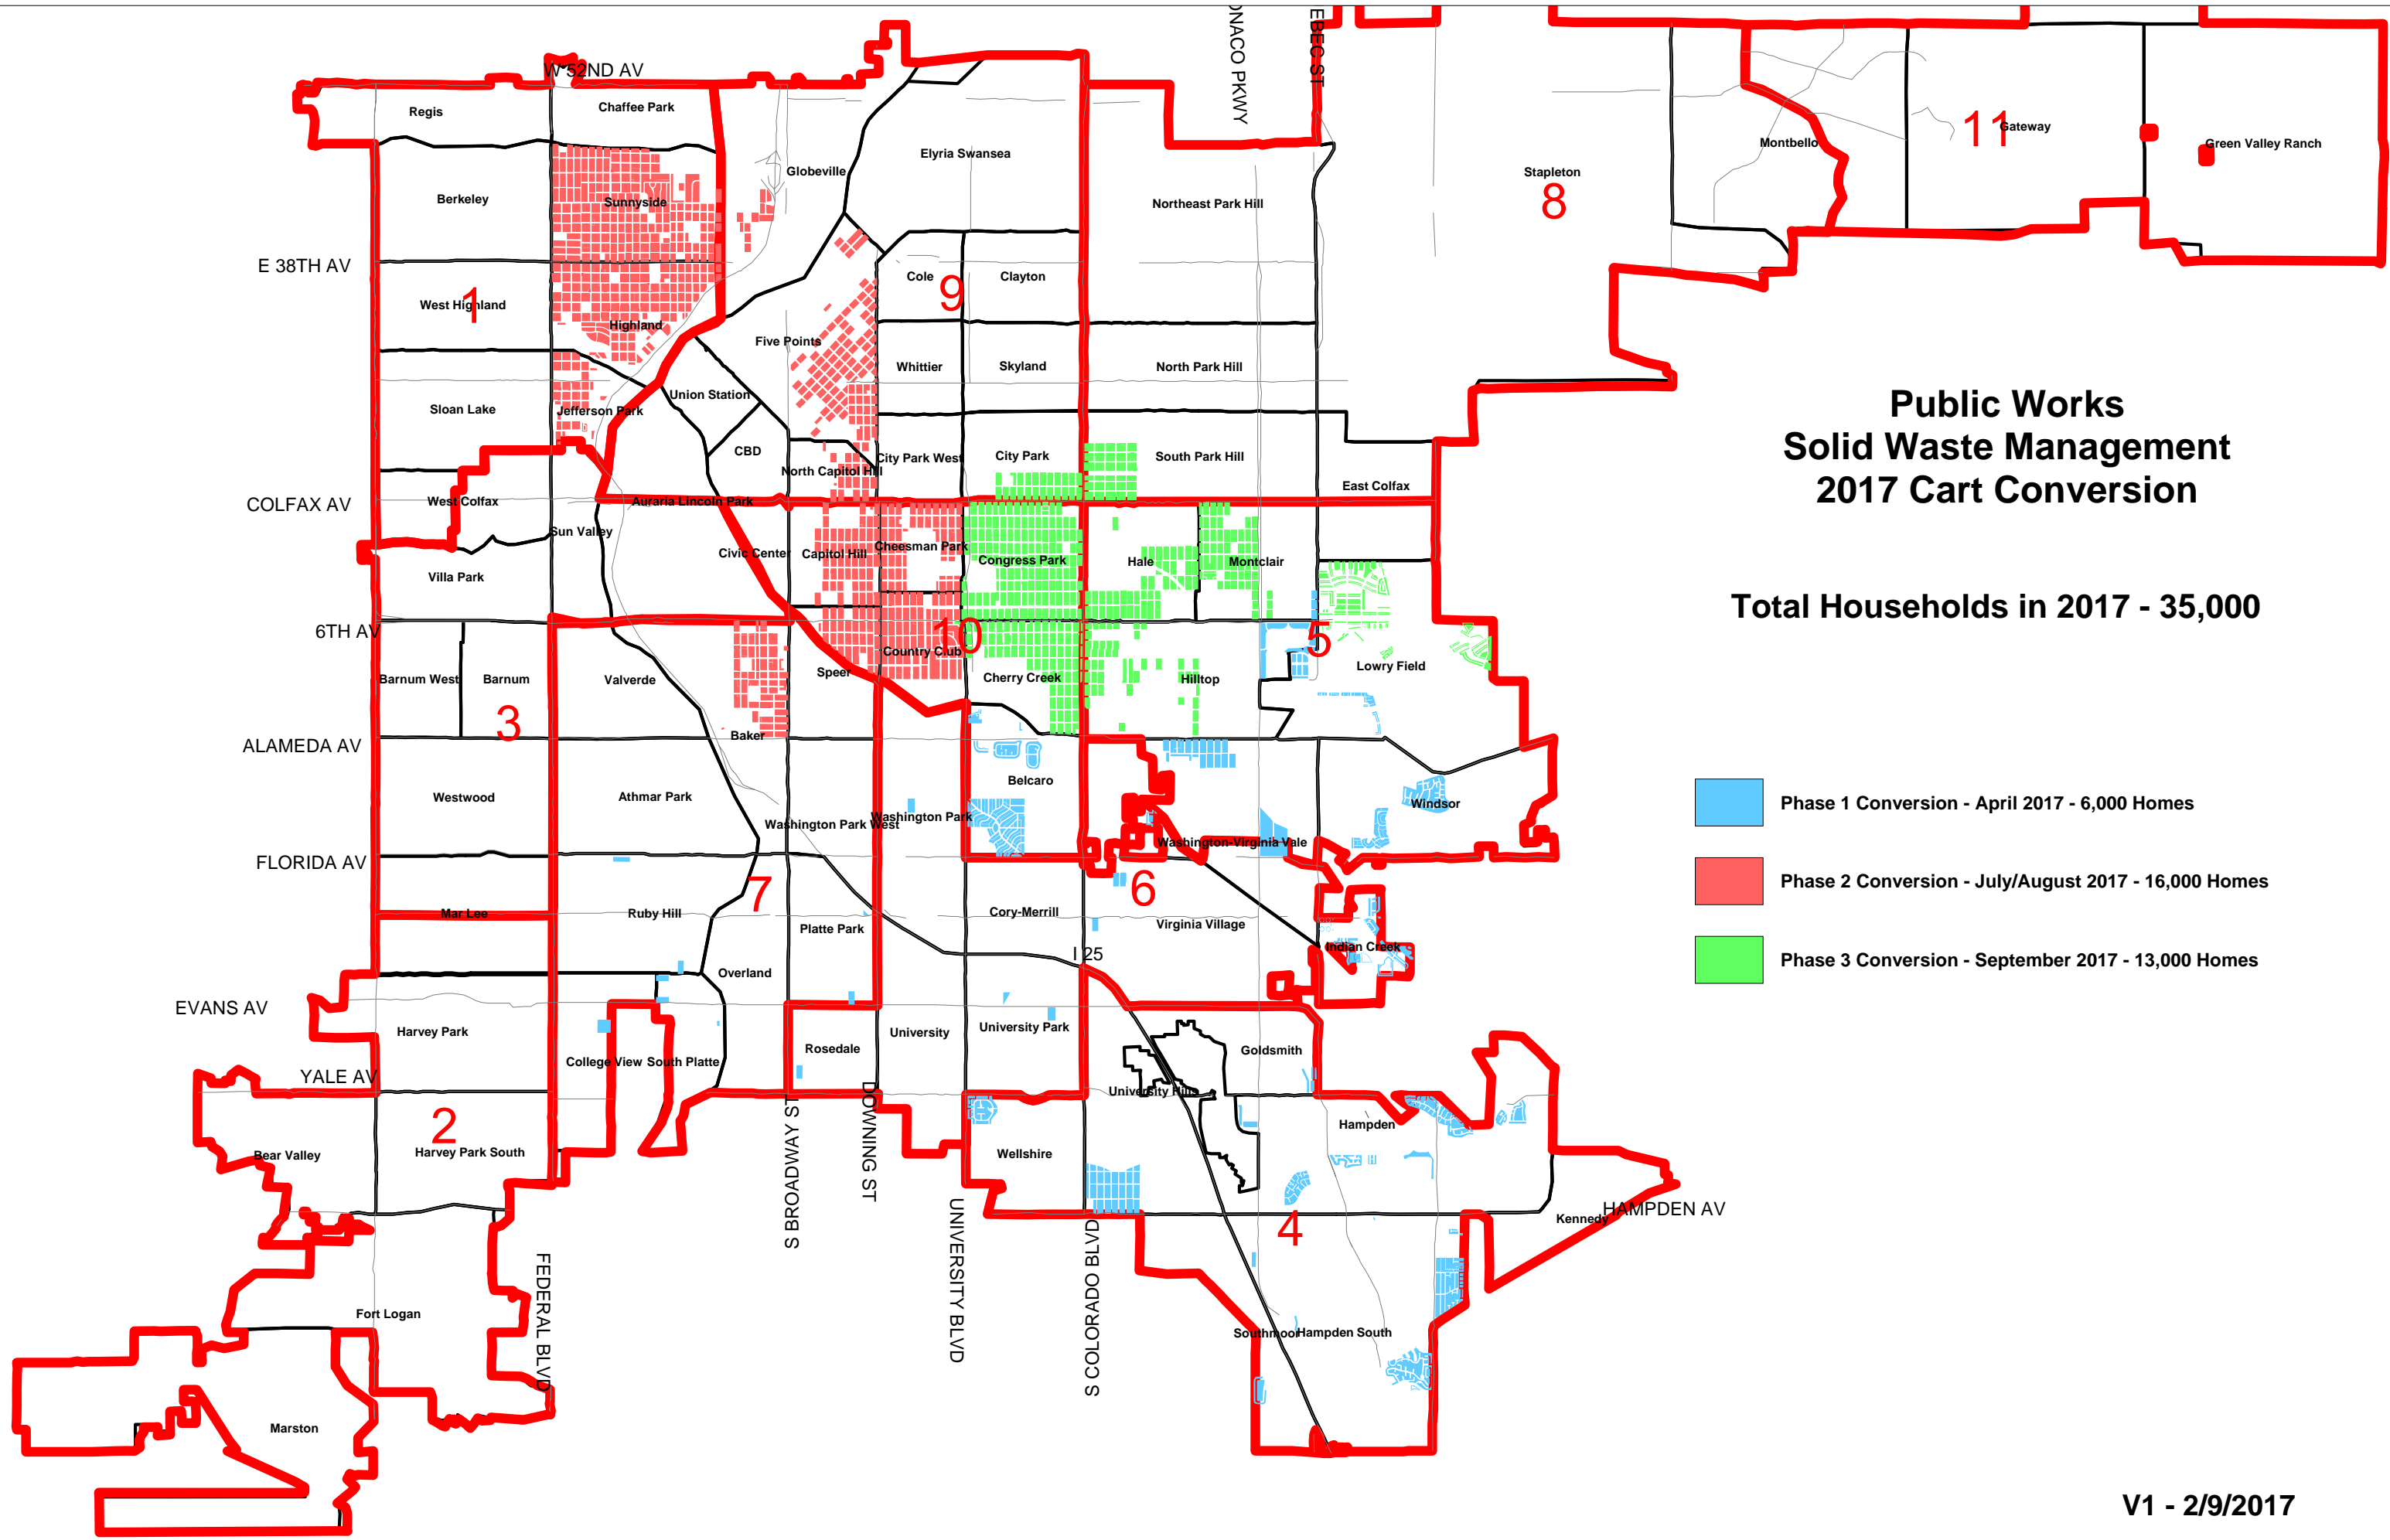 ONACO PKWY
EBEC ST
W 52ND AV
Regis
Chaffee Park
Globeville
Elyria Swansea
Northeast Park Hill
Stapleton
8
Montbello
11
Gateway
Green Valley Ranch
Berkeley
Sunnyside
E 38TH AV
West Highland
1
Highland
Cole
Clayton
9
Five Points
Whittier
Skyland
North Park Hill
Union Station
Sloan Lake
Jefferson Park
CBD
North Capitol Hill
City Park West
City Park
South Park Hill
East Colfax
Public Works
Solid Waste Management
2017 Cart Conversion
COLFAX AV
West Colfax
Auraria Lincoln Park
Sun Valley
Civic Center
Capitol Hill
Cheesman Park
Congress Park
Hale
Montclair
Villa Park
Total Households in 2017 - 35,000
6TH AV
10
5
Country Club
Lowry Field
Barnum West
Barnum
Valverde
Speer
Cherry Creek
Hilltop
3
Baker
ALAMEDA AV
Westwood
Athmar Park
Belcaro
Windsor
Washington Park West
Washington Park
Washington-Virginia Vale
Phase 1 Conversion - April 2017 - 6,000 Homes
FLORIDA AV
7
6
Phase 2 Conversion - July/August 2017 - 16,000 Homes
Mar Lee
Ruby Hill
Platte Park
Cory-Merrill
Virginia Village
Indian Creek
I 25
Phase 3 Conversion - September 2017 - 13,000 Homes
Overland
EVANS AV
Harvey Park
College View South Platte
Rosedale
University
University Park
Goldsmith
YALE AV
University Hills
2
Bear Valley
Harvey Park South
Wellshire
Hampden
S BROADWAY ST
DOWNING ST
UNIVERSITY BLVD
S COLORADO BLVD
4
Kennedy
HAMPDEN AV
FEDERAL BLVD
Fort Logan
Southmoor
Hampden South
Marston
V1 - 2/9/2017